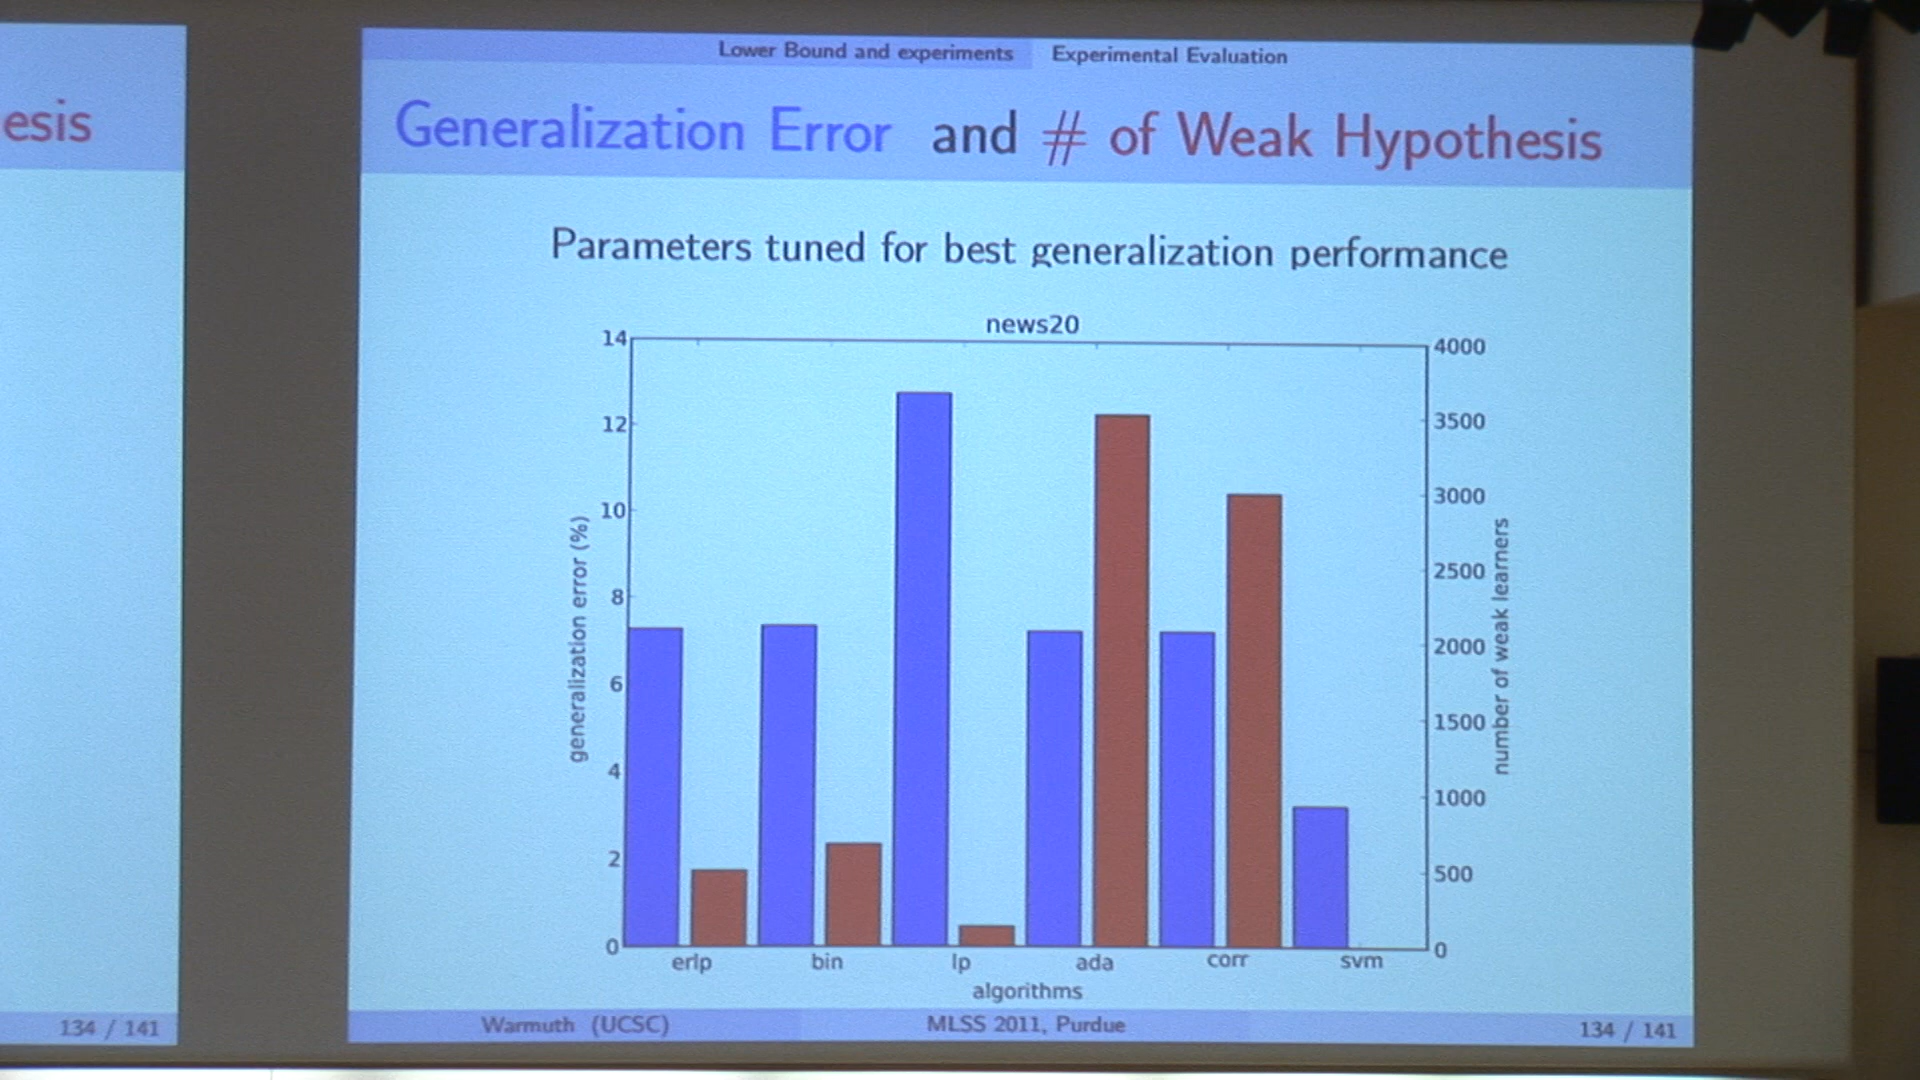 esis
134 / 141
Lower Bound and experiments Experimental Evaluation
Generalization Error and # of Weak Hypothesis
Parameters tuned for best generalization performance
news20
14
12
10
8
6
4
2
0
generalization error (%)
4000
3500
3000
2500
2000
1500
1000
500
0
number of weak learners
erlp bin lp ada corr svm
algorithms
Warmuth (UCSC) MLSS 2011, Purdue 134 / 141